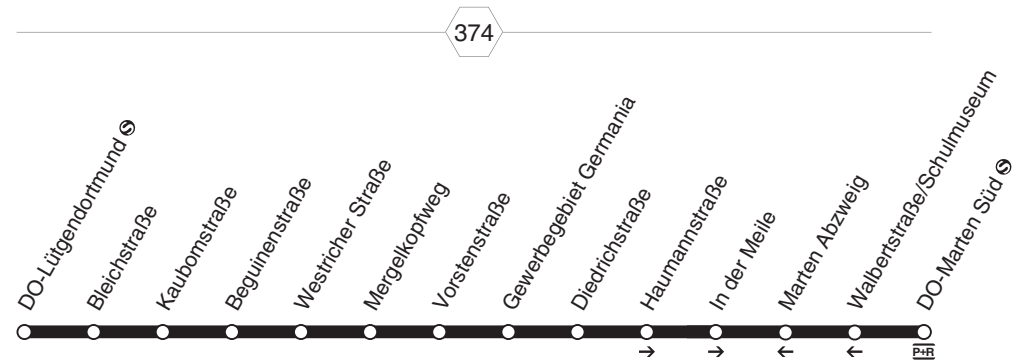 374
DO-Lütgendortmund S
Bleichstraße
Kaubomstraße
Beguinenstraße
Westricher Straße
Mergelkopfweg
Vorstenstraße
Gewerbegebiet Germania
Diedrichstraße
Haumannstraße
In der Meile
Marten Abzweig
Walbertstraße/Schulmuseum
DO-Marten Süd S
→ → ← ← P+R